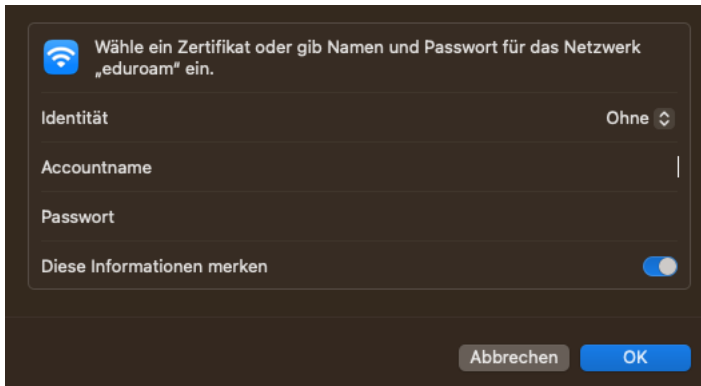 Wähle ein Zertifikat oder gib Namen und Passwort für das Netzwerk
„eduroam“ ein.
Identität
Ohne
Accountname
Passwort
Diese Informationen merken
Abbrechen
OK